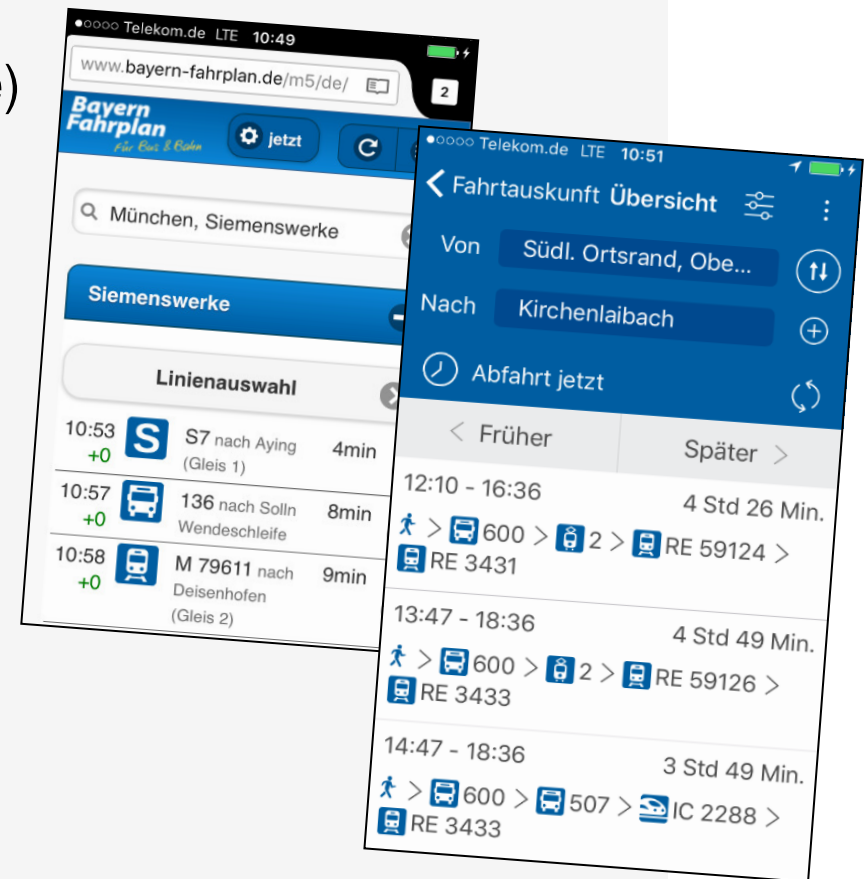 e)
Telekom.de LTE 10:49
www.bayern-fahrplan.de/m5/de/
2
Bayern
Fahrplan
Für Bus & Bahn
jetzt
München, Siemenswerke
Siemenswerke
Linienauswahl
10:53 S S7 nach Aying 4min
+0 (Gleis 1)
10:57 136 nach Solln 8min
+0 Wendeschleife
10:58 M 79611 nach 9min
+0 Deisenhofen
(Gleis 2)
Telekom.de LTE 10:51
Fahrtauskunft Übersicht
Von Südl. Ortsrand, Obe...
Nach Kirchenlaibach
Abfahrt jetzt
< Früher Später >
12:10 - 16:36 4 Std 26 Min.
> 600 > 2 > RE 59124 >
RE 3431
13:47 - 18:36 4 Std 49 Min.
> 600 > 2 > RE 59126 >
RE 3433
14:47 - 18:36 3 Std 49 Min.
> 600 > 507 > IC 2288 >
RE 3433